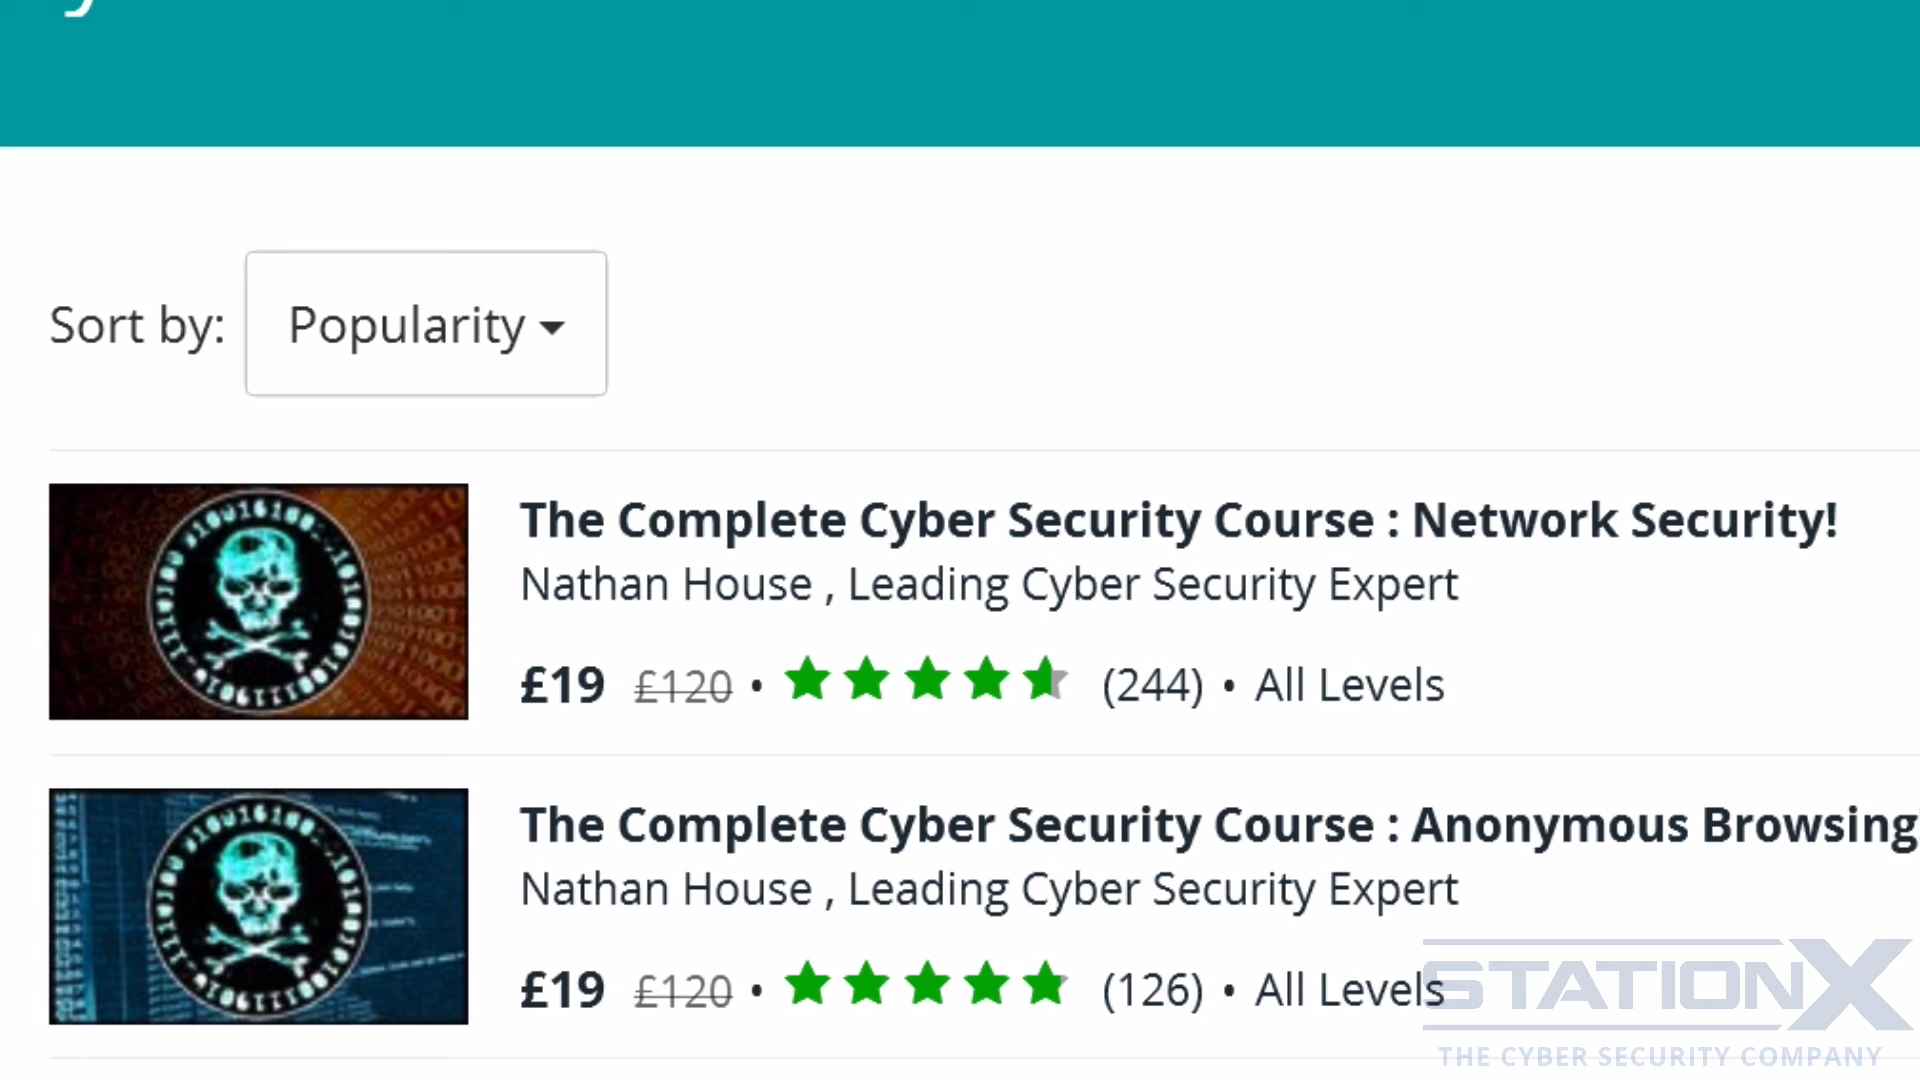 Sort by: Popularity
The Complete Cyber Security Course : Network Security!
Nathan House , Leading Cyber Security Expert
£19 £120 • (244) • All Levels
The Complete Cyber Security Course : Anonymous Browsing
Nathan House , Leading Cyber Security Expert
£19 £120 • (126) • All Levels
STATIONX
THE CYBER SECURITY COMPANY